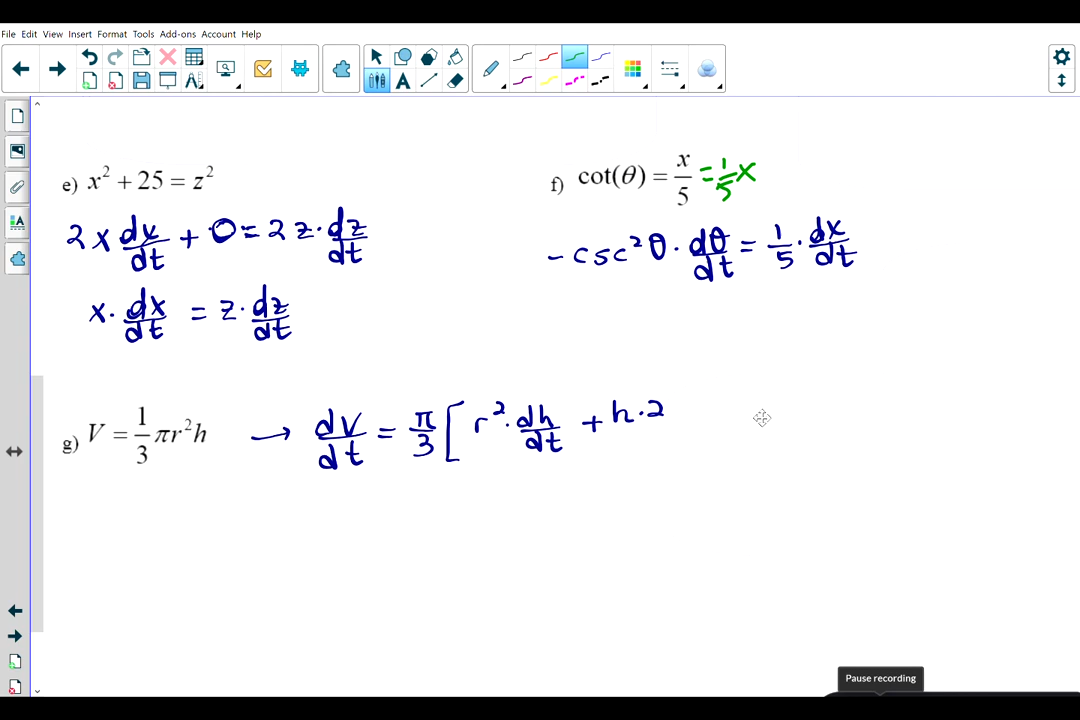 File Edit View Insert Format Tools Add-ons Account Help
e) x² + 25 = z²
2x dx/dt + 0 = 2z · dz/dt
x · dx/dt = z · dz/dt
f) cot(θ) = x/5 = 1/5 x
- csc²θ · dθ/dt = 1/5 · dx/dt
g) V = 1/3 πr²h → dV/dt = π/3 [ r² · dh/dt + h · 2
Pause recording